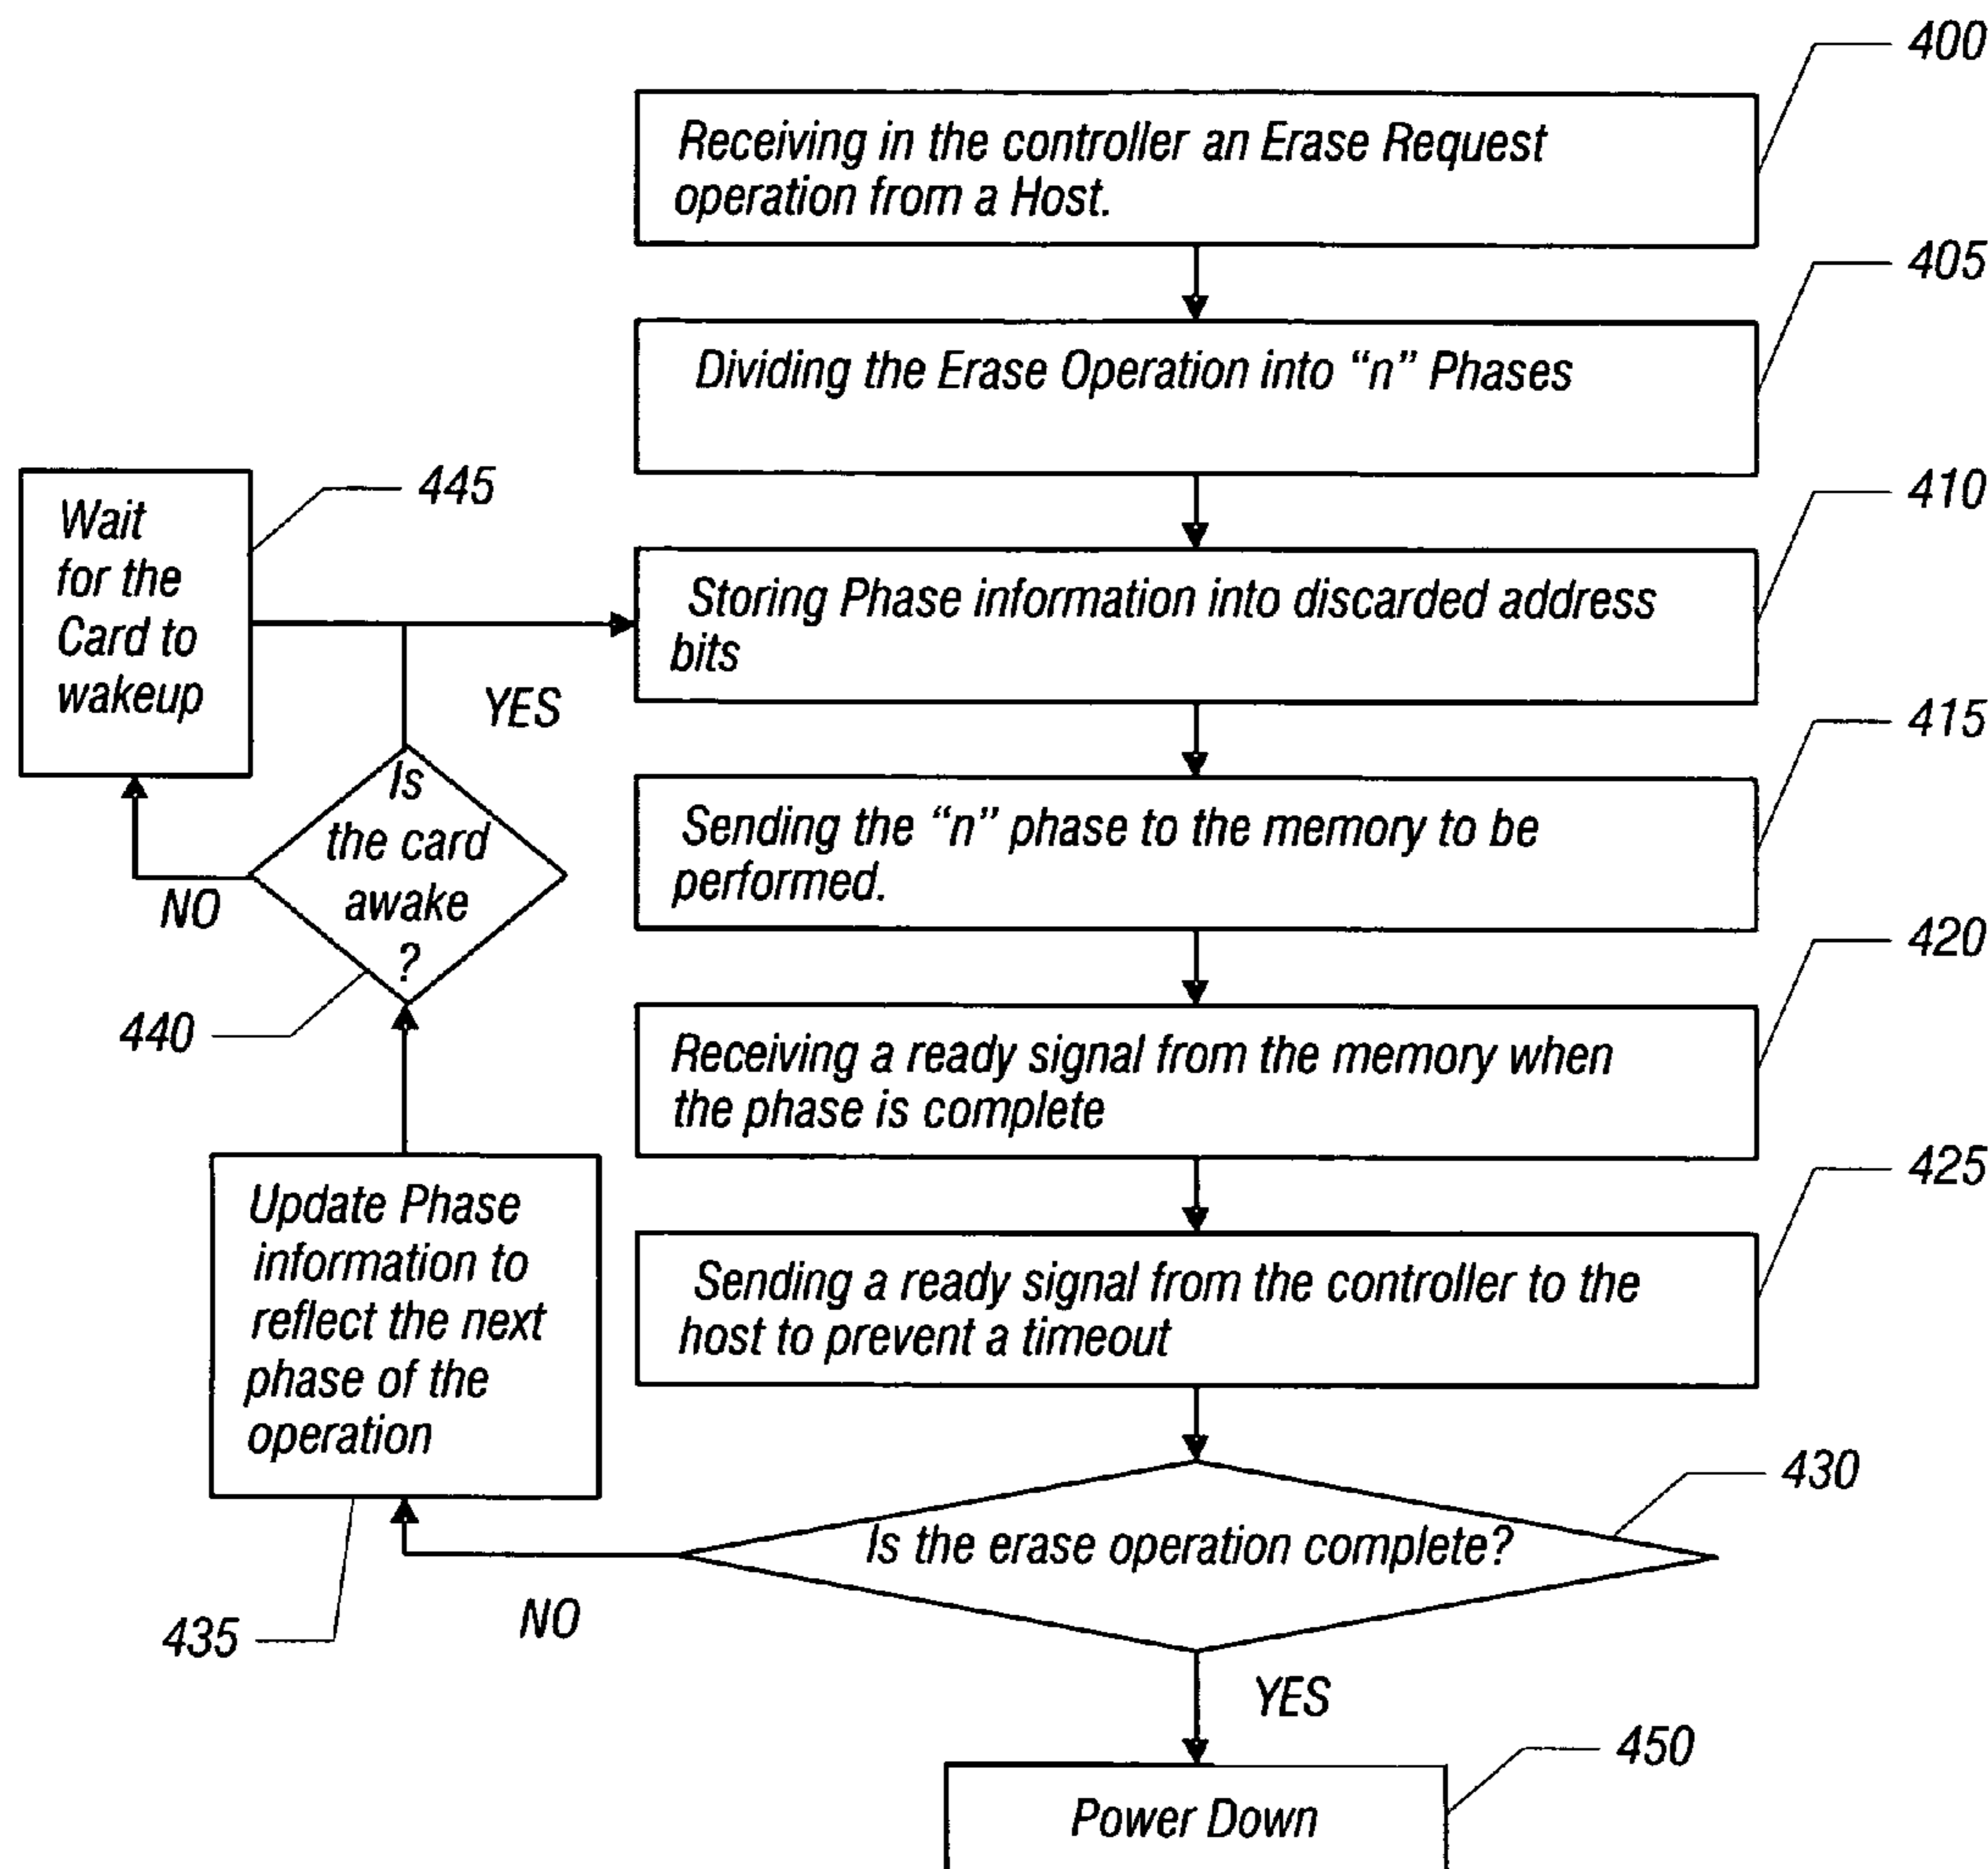 400
Receiving in the controller an Erase Request
operation from a Host.
405
Dividing the Erase Operation into “n” Phases
410
Storing Phase information into discarded address
bits
445
Wait
for the
Card to
wakeup
YES
415
Sending the “n” phase to the memory to be
performed.
Is
the card
awake
?
NO
440
420
Receiving a ready signal from the memory when
the phase is complete
425
Sending a ready signal from the controller to the
host to prevent a timeout
Update Phase
information to
reflect the next
phase of the
operation
435
430
Is the erase operation complete?
NO
YES
450
Power Down